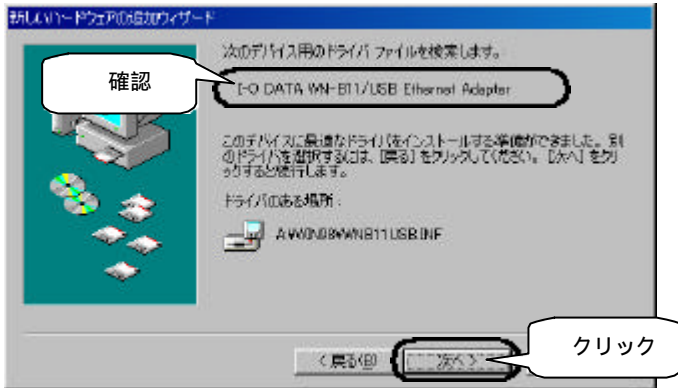 新しいハードウェアの追加ウィザード
次のデバイス用のドライバ ファイルを検索します。
確認
I-O DATA WN-B11/USB Ethernet Adapter
このデバイスに最適なドライバをインストールする準備ができました。別
のドライバを選択するには、[戻る] をクリックしてください。[次へ] をクリ
ックすると続行します。
ドライバのある場所 :
A:¥WIN98¥WNB11USB.INF
< 戻る(B)
次へ >
クリック